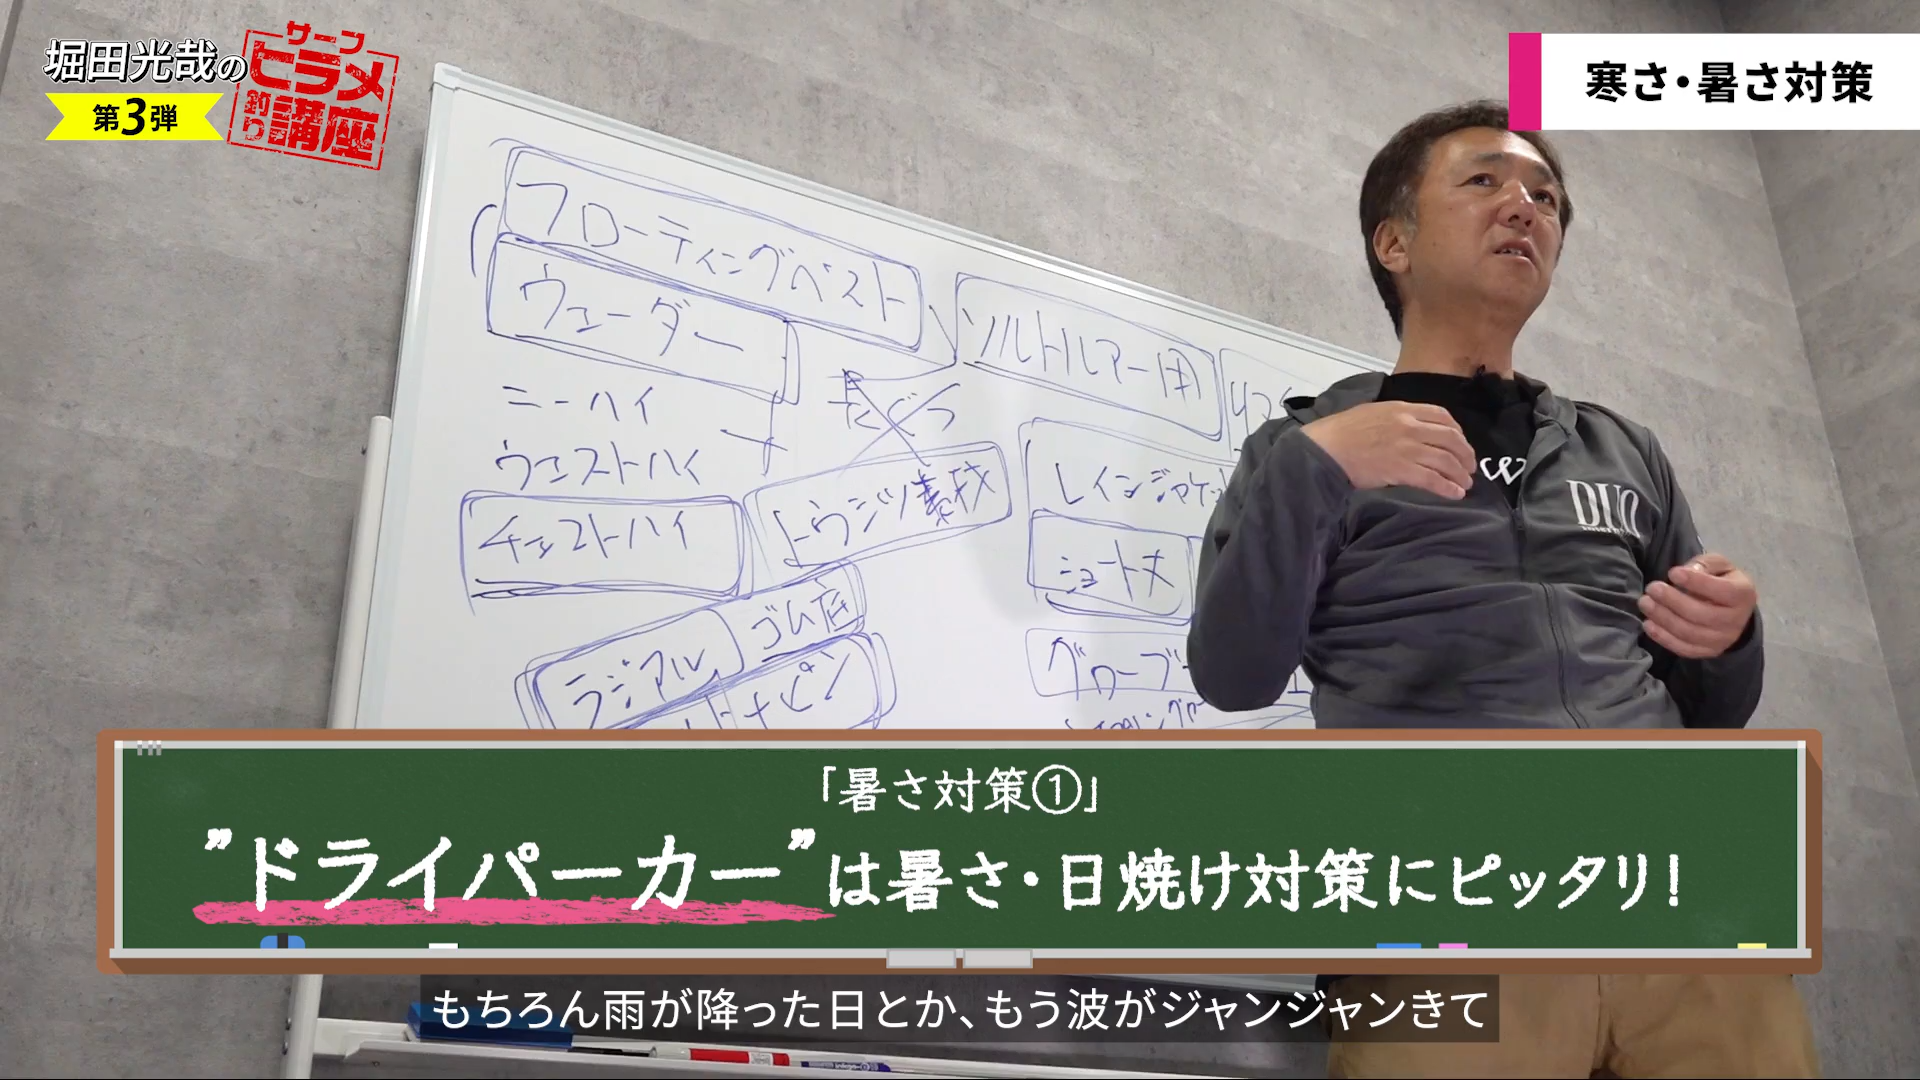 堀田光哉の
サーフ
ヒラメ
釣り
講座
第3弾
寒さ・暑さ対策
フローティングベスト
ウェーダー
ソルトルアー用
ニーハイ
長ぐつ
ウエストハイ
レインジャケット
チェストハイ
トウジツ素材
ゴム底
ラジアル
ピン
グローブ
DUO
「暑さ対策①」
”ドライパーカー”は暑さ・日焼け対策にピッタリ!
もちろん雨が降った日とか、もう波がジャンジャンきて